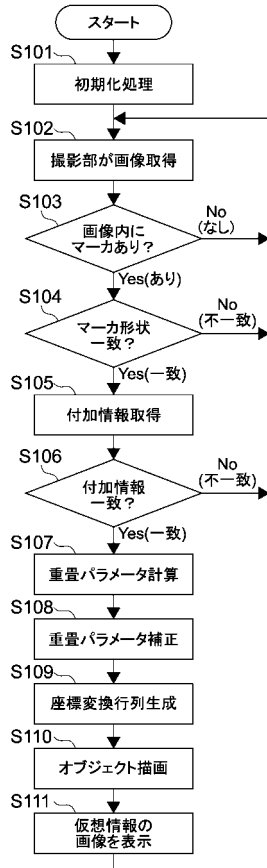 スタート
S101
初期化処理
S102
撮影部が画像取得
S103
画像内に
マーカあり？
No
(なし)
Yes(あり)
S104
マーカ形状
一致？
No
(不一致)
Yes(一致)
S105
付加情報取得
S106
付加情報
一致？
No
(不一致)
Yes(一致)
S107
重畳パラメータ計算
S108
重畳パラメータ補正
S109
座標変換行列生成
S110
オブジェクト描画
S111
仮想情報の
画像を表示